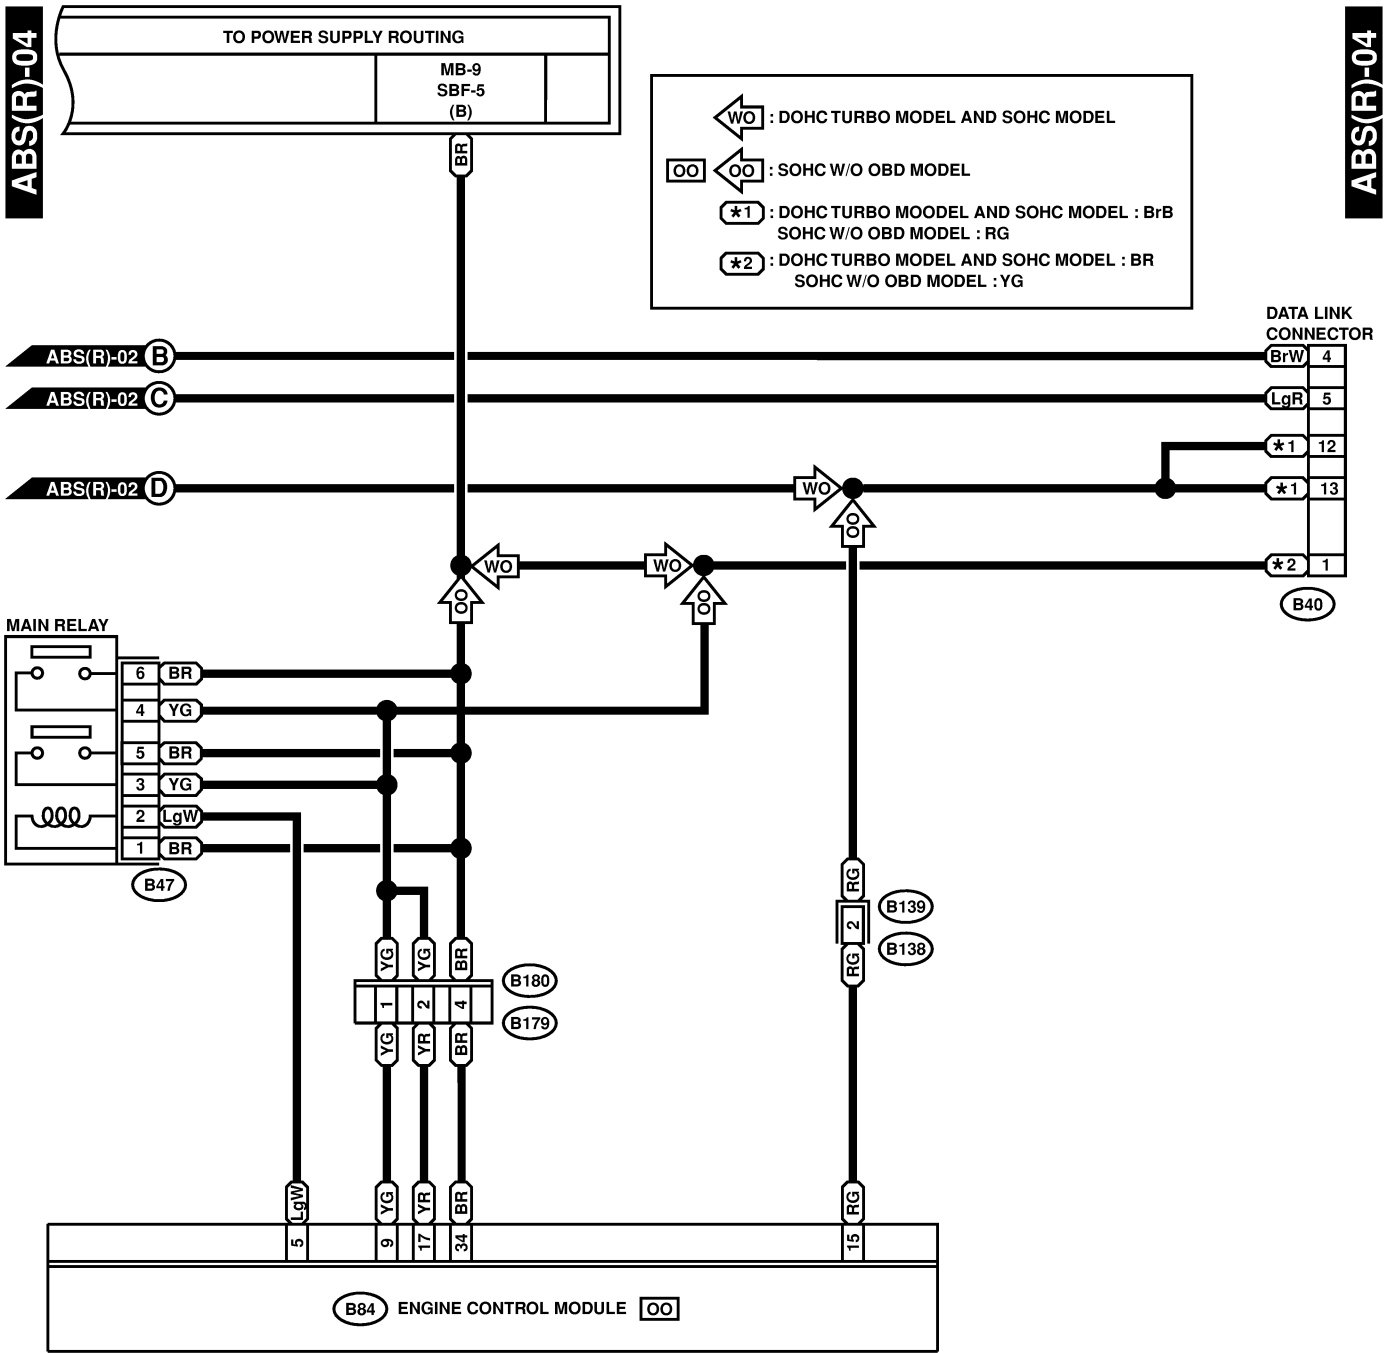 ABS(R)-04
TO POWER SUPPLY ROUTING
MB-9
SBF-5
(B)
BR
ABS(R)-04
WO : DOHC TURBO MODEL AND SOHC MODEL
OO OO : SOHC W/O OBD MODEL
*1 : DOHC TURBO MOODEL AND SOHC MODEL : BrB
SOHC W/O OBD MODEL : RG
*2 : DOHC TURBO MODEL AND SOHC MODEL : BR
SOHC W/O OBD MODEL : YG
DATA LINK
CONNECTOR
ABS(R)-02 B BrW 4
ABS(R)-02 C LgR 5
*1 12
ABS(R)-02 D WO *1 13
OO
WO WO *2 1
OO OO
B40
MAIN RELAY
6 BR
4 YG
5 BR
3 YG
2 LgW
1 BR
B47
RG
B139
2
B138
RG
YG YG BR
B180
1 2 4
B179
YG YR BR
LgW YG YR BR RG
5 9 17 34 15
B84 ENGINE CONTROL MODULE OO